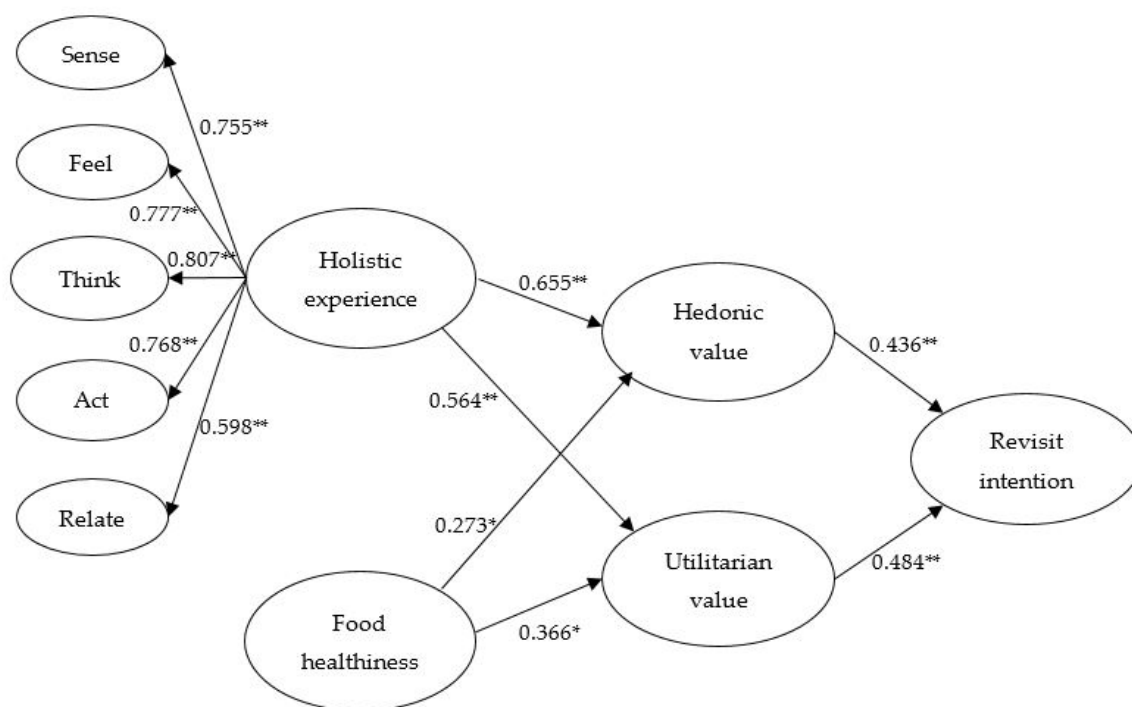 Sense
0.755**
Feel
0.777**
Think
0.807**
Holistic
experience
0.655**
Hedonic
value
0.436**
Act
0.768**
0.564**
Relate
0.598**
Revisit
intention
0.273*
Utilitarian
value
0.484**
Food
healthiness
0.366*